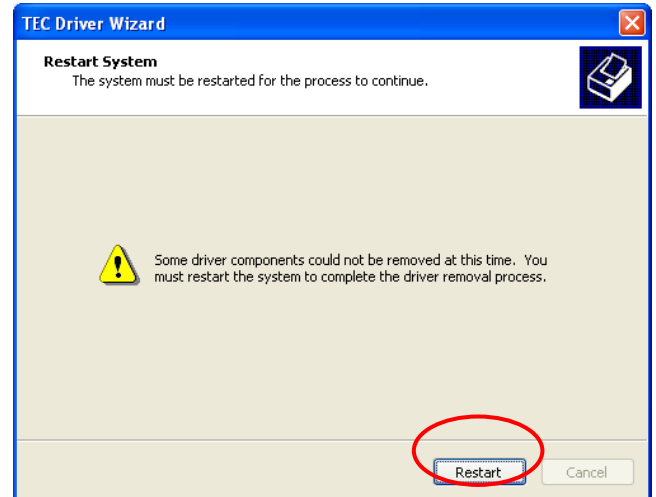 TEC Driver Wizard
Restart System
The system must be restarted for the process to continue.
Some driver components could not be removed at this time.  You
must restart the system to complete the driver removal process.
Restart
Cancel